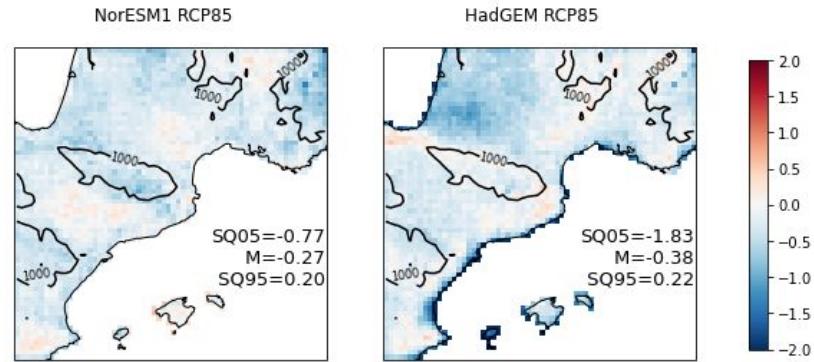 NorESM1 RCP85
HadGEM RCP85
1000
1000
1000
1000
SQ05=-0.77
M=-0.27
SQ95=0.20
1000
1000
1000
1000
SQ05=-1.83
M=-0.38
SQ95=0.22
2.0
1.5
1.0
0.5
0.0
−0.5
−1.0
−1.5
−2.0